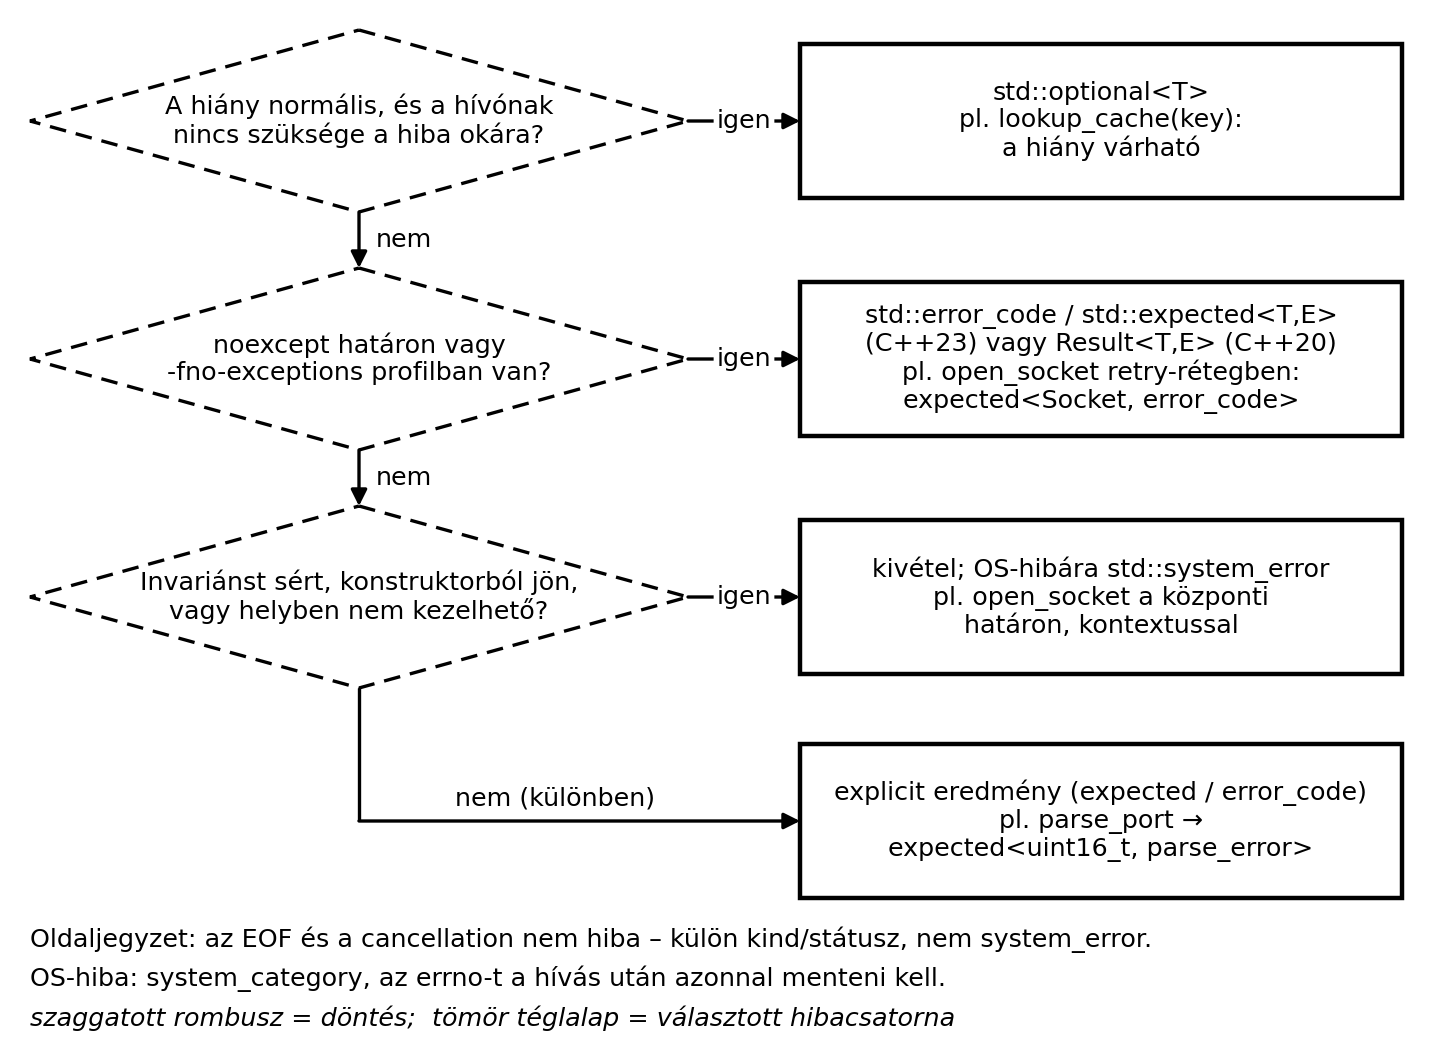 A hiány normális, és a hívónak
nincs szüksége a hiba okára?
igen
std::optional<T>
pl. lookup_cache(key):
a hiány várható
nem
noexcept határon vagy
-fno-exceptions profilban van?
igen
std::error_code / std::expected<T,E>
(C++23) vagy Result<T,E> (C++20)
pl. open_socket retry-rétegben:
expected<Socket, error_code>
nem
Invariánst sért, konstruktorból jön,
vagy helyben nem kezelhető?
igen
kivétel; OS-hibára std::system_error
pl. open_socket a központi
határon, kontextussal
nem (különben)
explicit eredmény (expected / error_code)
pl. parse_port →
expected<uint16_t, parse_error>
Oldaljegyzet: az EOF és a cancellation nem hiba – külön kind/státusz, nem system_error.
OS-hiba: system_category, az errno-t a hívás után azonnal menteni kell.
szaggatott rombusz = döntés;  tömör téglalap = választott hibacsatorna